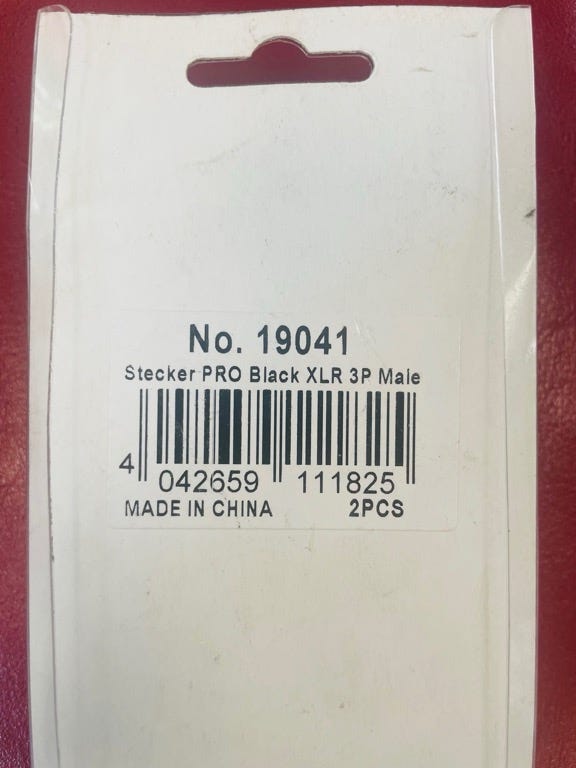 No. 19041
Stecker PRO Black XLR 3P Male
4 042659 111825
MADE IN CHINA 2PCS